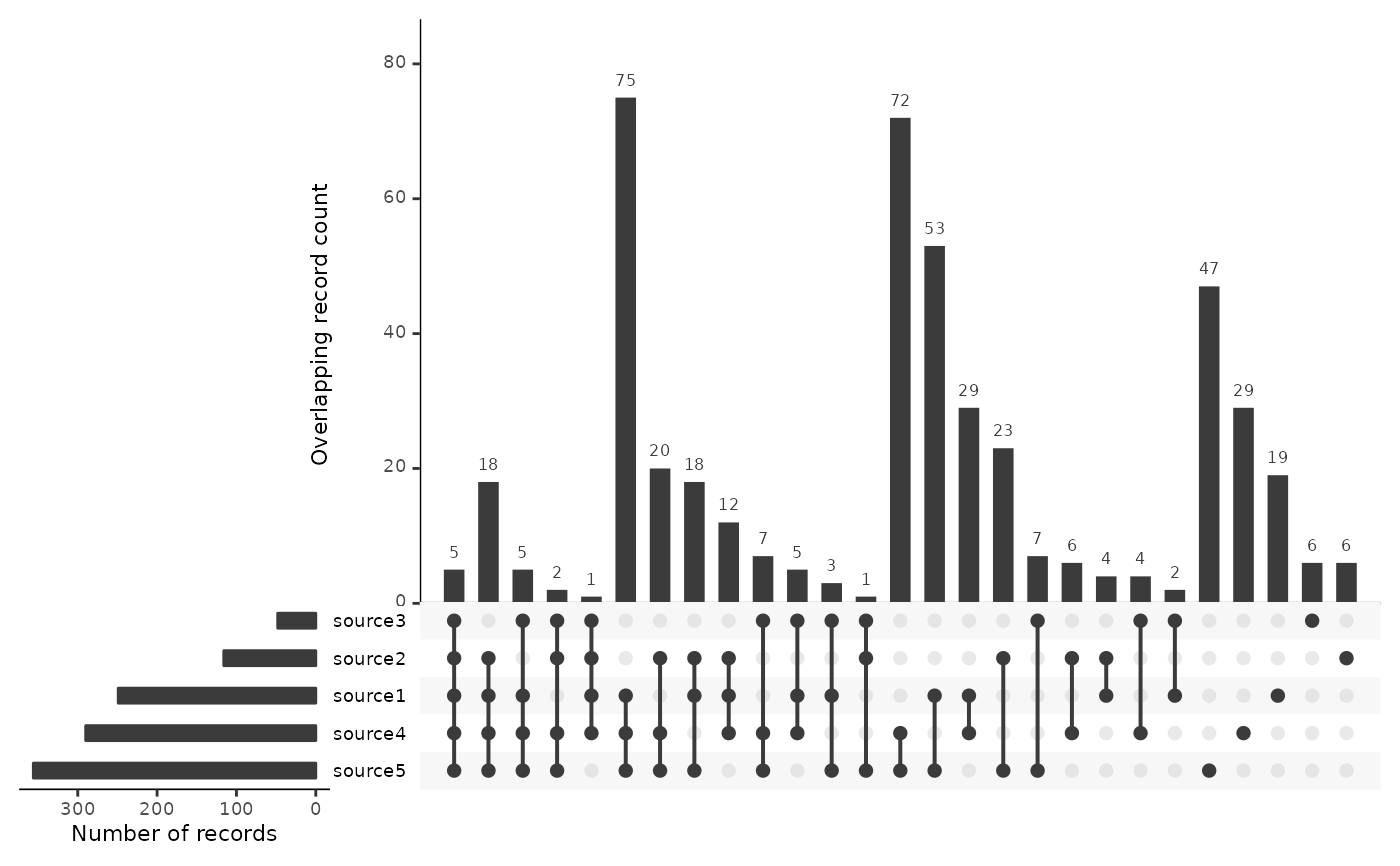 Overlapping record count
80
60
40
20
0
5 18 5 2 1 75 20 18 12 7 5 3 1 72 53 29 23 7 6 4 4 2 47 29 19 6 6
source3
source2
source1
source4
source5
300 200 100 0
Number of records